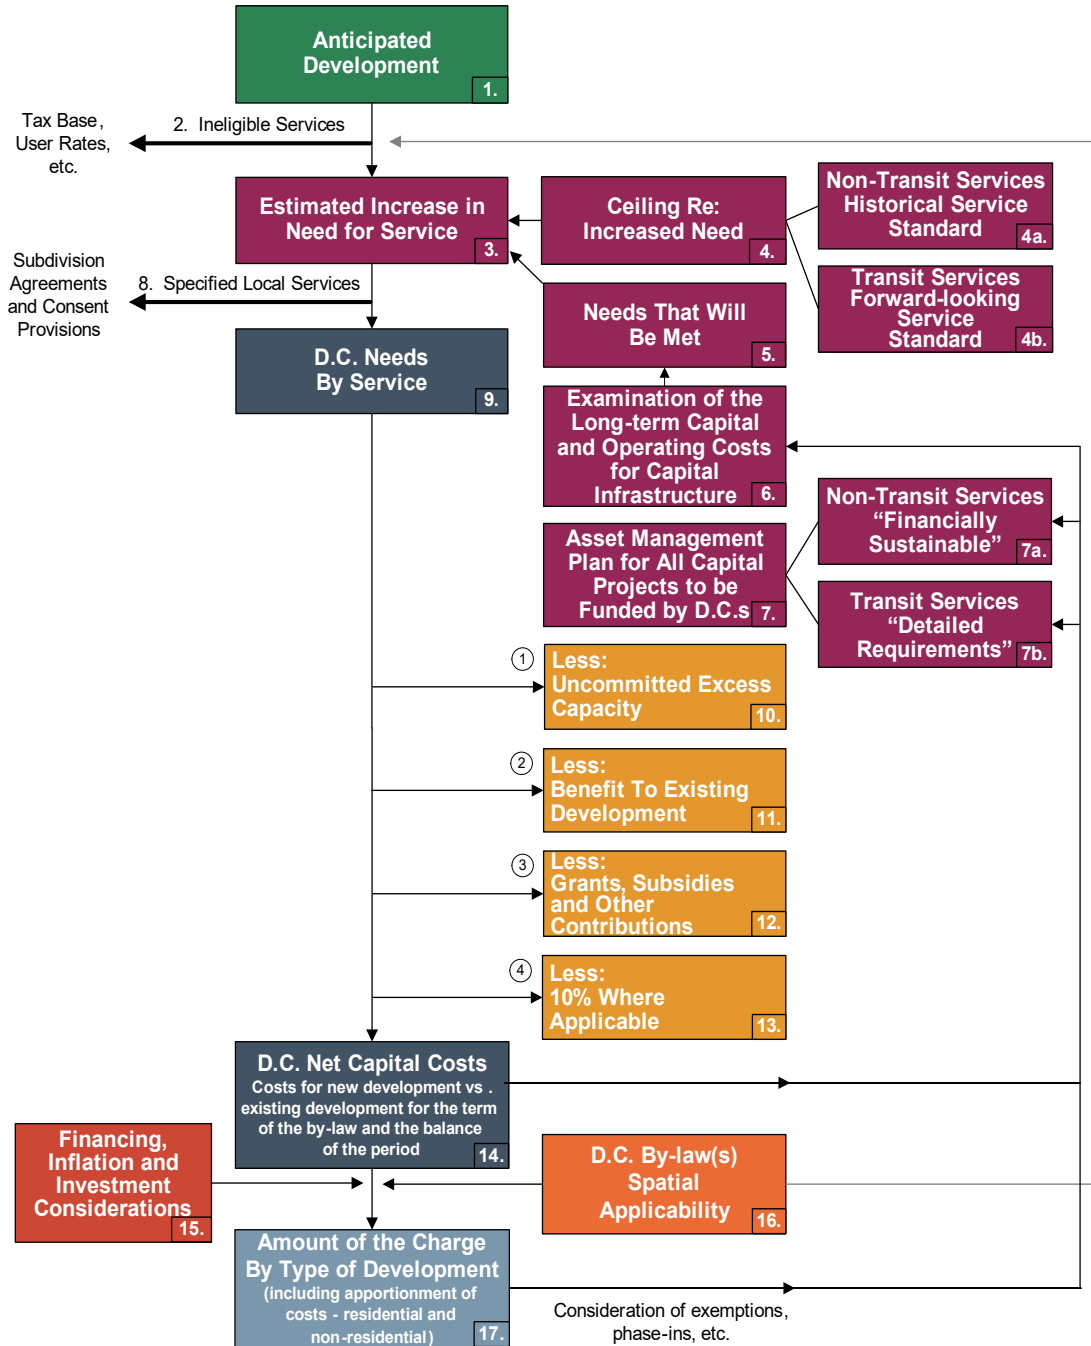 Anticipated
Development
1.
Tax Base,
User Rates,
etc.
2. Ineligible Services
Estimated Increase in
Need for Service
3.
Ceiling Re:
Increased Need
4.
Non-Transit Services
Historical Service
Standard
4a.
Transit Services
Forward-looking
Service
Standard
4b.
Subdivision
Agreements
and Consent
Provisions
8. Specified Local Services
Needs That Will
Be Met
5.
D.C. Needs
By Service
9.
Examination of the
Long-term Capital
and Operating Costs
for Capital
Infrastructure
6.
Non-Transit Services
“Financially
Sustainable”
7a.
Asset Management
Plan for All Capital
Projects to be
Funded by D.C.s
7.
Transit Services
“Detailed
Requirements”
7b.
1
Less:
Uncommitted Excess
Capacity
10.
2
Less:
Benefit To Existing
Development
11.
3
Less:
Grants, Subsidies
and Other
Contributions
12.
4
Less:
10% Where
Applicable
13.
D.C. Net Capital Costs
Costs for new development vs .
existing development for the term
of the by-law and the balance
of the period
14.
Financing,
Inflation and
Investment
Considerations
15.
D.C. By-law(s)
Spatial
Applicability
16.
Amount of the Charge
By Type of Development
(including apportionment of
costs - residential and
non-residential)
17.
Consideration of exemptions,
phase-ins, etc.